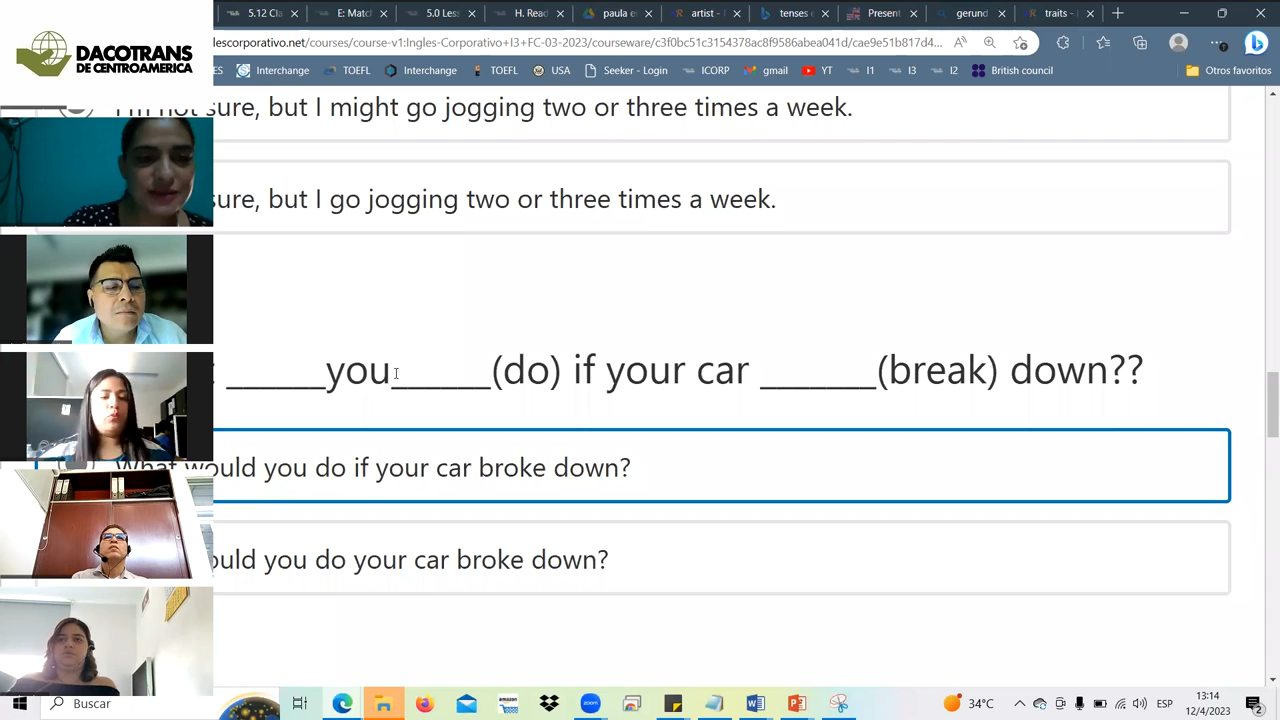 DACOTRANS
DE CENTROAMERICA
5.12 Cla
E: Match
5.0 Less
H. Read
paula e
artist -
tenses
Present
gerund
traits -
lescorporativo.net/courses/course-v1:Ingles-Corporativo+I3+FC-03-2023/courseware/c3f0bc51c3154378ac8f9586abea041d/cae9e51b817d4...
ES
Interchange
TOEFL
Interchange
TOEFL
USA
Seeker - Login
ICORP
gmail
YT
I1
I3
I2
British council
Otros favoritos
I'm not sure, but I might go jogging two or three times a week.
sure, but I go jogging two or three times a week.
: ______you______(do) if your car _______(break) down??
What would you do if your car broke down?
ould you do your car broke down?
Buscar
34°C
ESP
13:14
12/4/2023
2